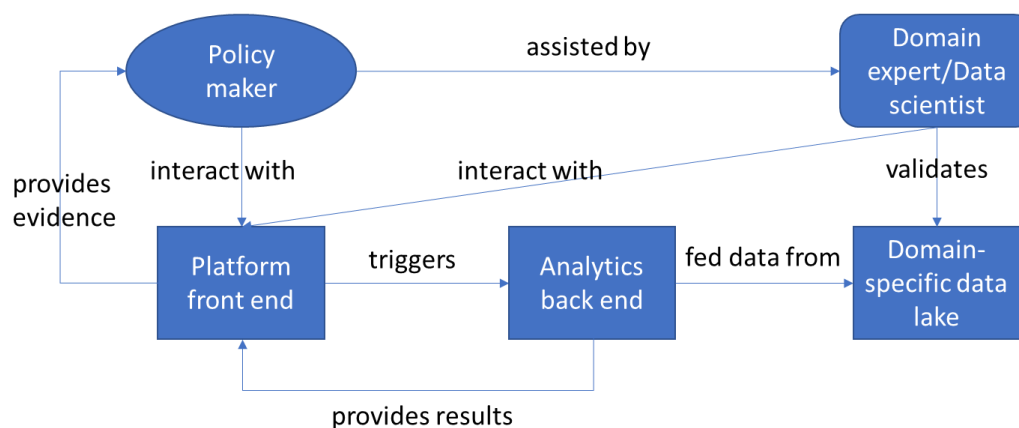 Policy
maker
assisted by
Domain
expert/Data
scientist
provides
evidence
interact with
interact with
validates
Platform
front end
triggers
Analytics
back end
fed data from
Domain-
specific data
lake
provides results